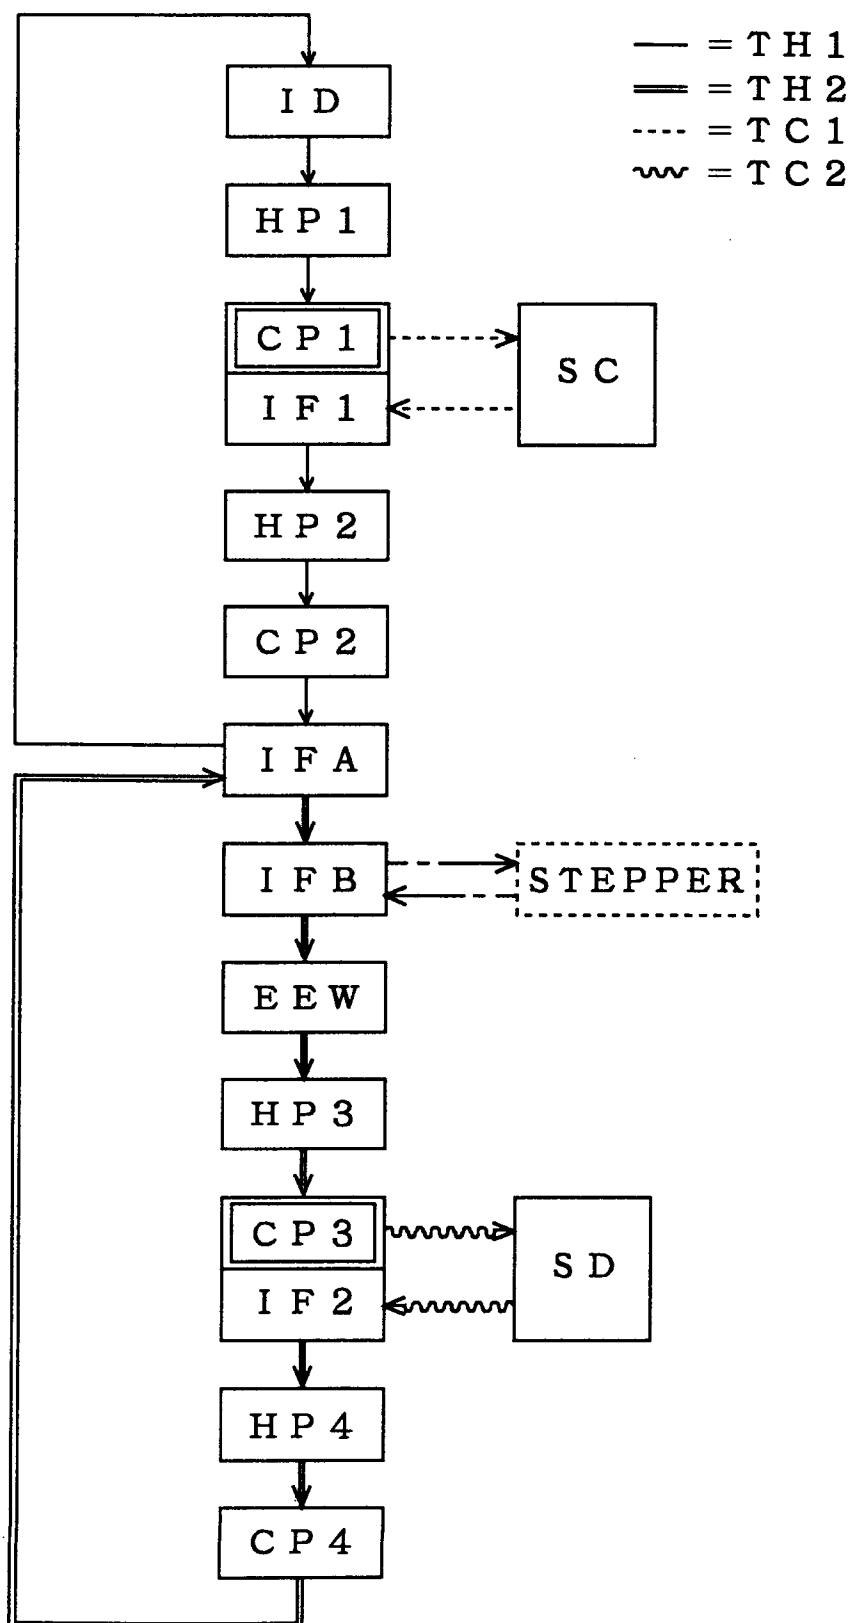 = TH1
= TH2
= TC1
= TC2
ID
HP1
CP1
IF1
SC
HP2
CP2
IFA
IFB
STEPPER
EEW
HP3
CP3
IF2
SD
HP4
CP4